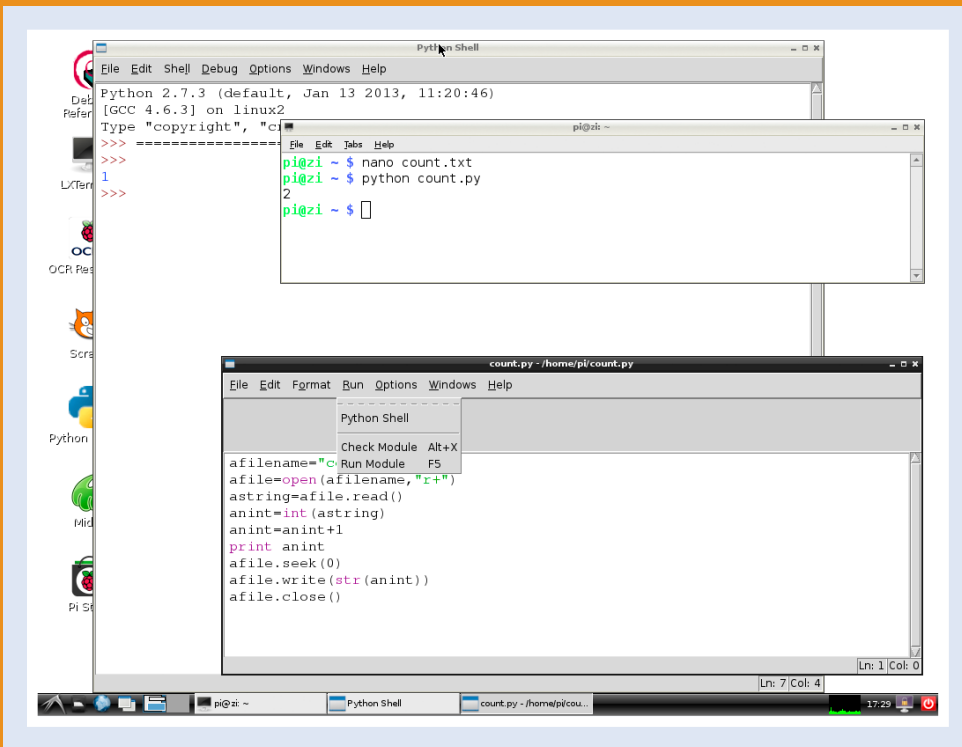 Python Shell
File Edit Shell Debug Options Windows Help
Python 2.7.3 (default, Jan 13 2013, 11:20:46)
[GCC 4.6.3] on linux2
Type "copyright",
>>> ==================
>>>
1
>>>
pi@zi: ~
File Edit Tabs Help
pi@zi ~ $ nano count.txt
pi@zi ~ $ python count.py
2
pi@zi ~ $
OCR
Python
count.py - /home/pi/count.py
File Edit Format Run Options Windows Help
Python Shell
Check Module Alt+X
Run Module F5
afilename="
afile=open(afilename,"r+")
astring=afile.read()
anint=int(astring)
anint=anint+1
print anint
afile.seek(0)
afile.write(str(anint))
afile.close()
Ln: 1 Col: 0
Ln: 7 Col: 4
pi@zi: ~
Python Shell
count.py - /home/pi/cou...
17:29